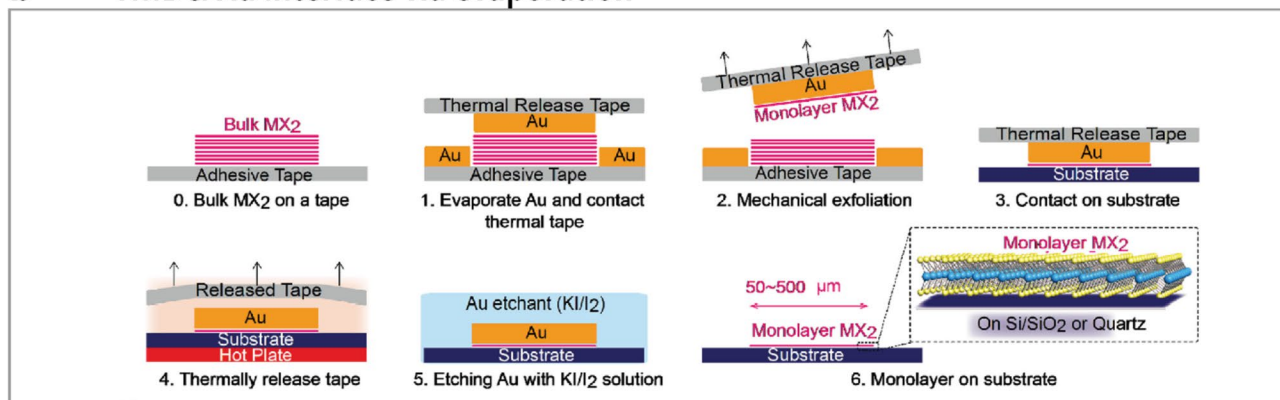 Bulk MX2
Adhesive Tape
0. Bulk MX2 on a tape
Thermal Release Tape
Au
Au
Au
Adhesive Tape
1. Evaporate Au and contact
thermal tape
Thermal Release Tape
Au
Monolayer MX2
Adhesive Tape
2. Mechanical exfoliation
Thermal Release Tape
Au
Substrate
3. Contact on substrate
Released Tape
Au
Substrate
Hot Plate
4. Thermally release tape
Au etchant (KI/I2)
Au
Substrate
5. Etching Au with KI/I2 solution
50~500 μm
Monolayer MX2
Substrate
Monolayer MX2
On Si/SiO2 or Quartz
6. Monolayer on substrate